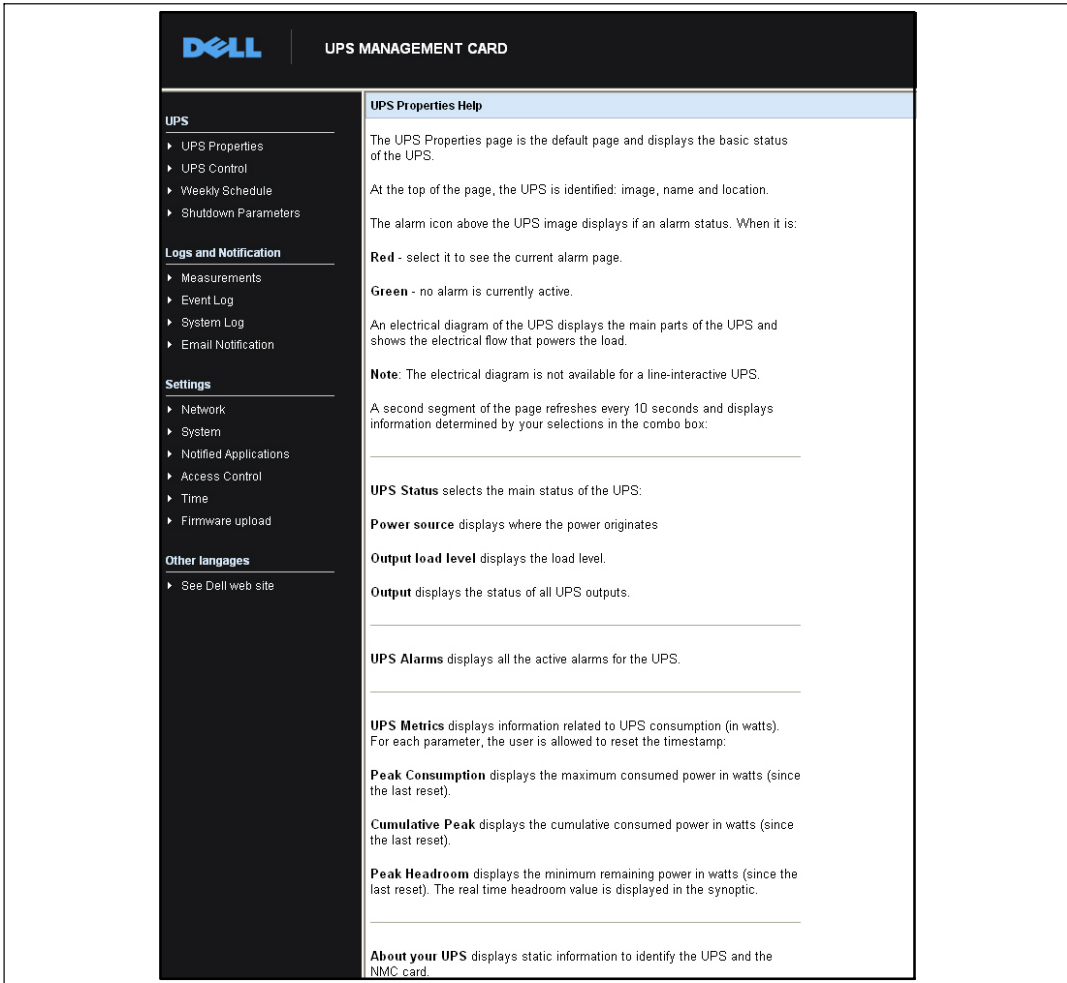 DELL
UPS MANAGEMENT CARD
UPS
UPS Properties
UPS Control
Weekly Schedule
Shutdown Parameters
Logs and Notification
Measurements
Event Log
System Log
Email Notification
Settings
Network
System
Notified Applications
Access Control
Time
Firmware upload
Other langages
See Dell web site
UPS Properties Help
The UPS Properties page is the default page and displays the basic status
of the UPS.
At the top of the page, the UPS is identified: image, name and location.
The alarm icon above the UPS image displays if an alarm status. When it is:
Red - select it to see the current alarm page.
Green - no alarm is currently active.
An electrical diagram of the UPS displays the main parts of the UPS and
shows the electrical flow that powers the load.
Note: The electrical diagram is not available for a line-interactive UPS.
A second segment of the page refreshes every 10 seconds and displays
information determined by your selections in the combo box:
UPS Status selects the main status of the UPS:
Power source displays where the power originates
Output load level displays the load level.
Output displays the status of all UPS outputs.
UPS Alarms displays all the active alarms for the UPS.
UPS Metrics displays information related to UPS consumption (in watts).
For each parameter, the user is allowed to reset the timestamp:
Peak Consumption displays the maximum consumed power in watts (since
the last reset).
Cumulative Peak displays the cumulative consumed power in watts (since
the last reset).
Peak Headroom displays the minimum remaining power in watts (since the
last reset). The real time headroom value is displayed in the synoptic.
About your UPS displays static information to identify the UPS and the
NMC card.